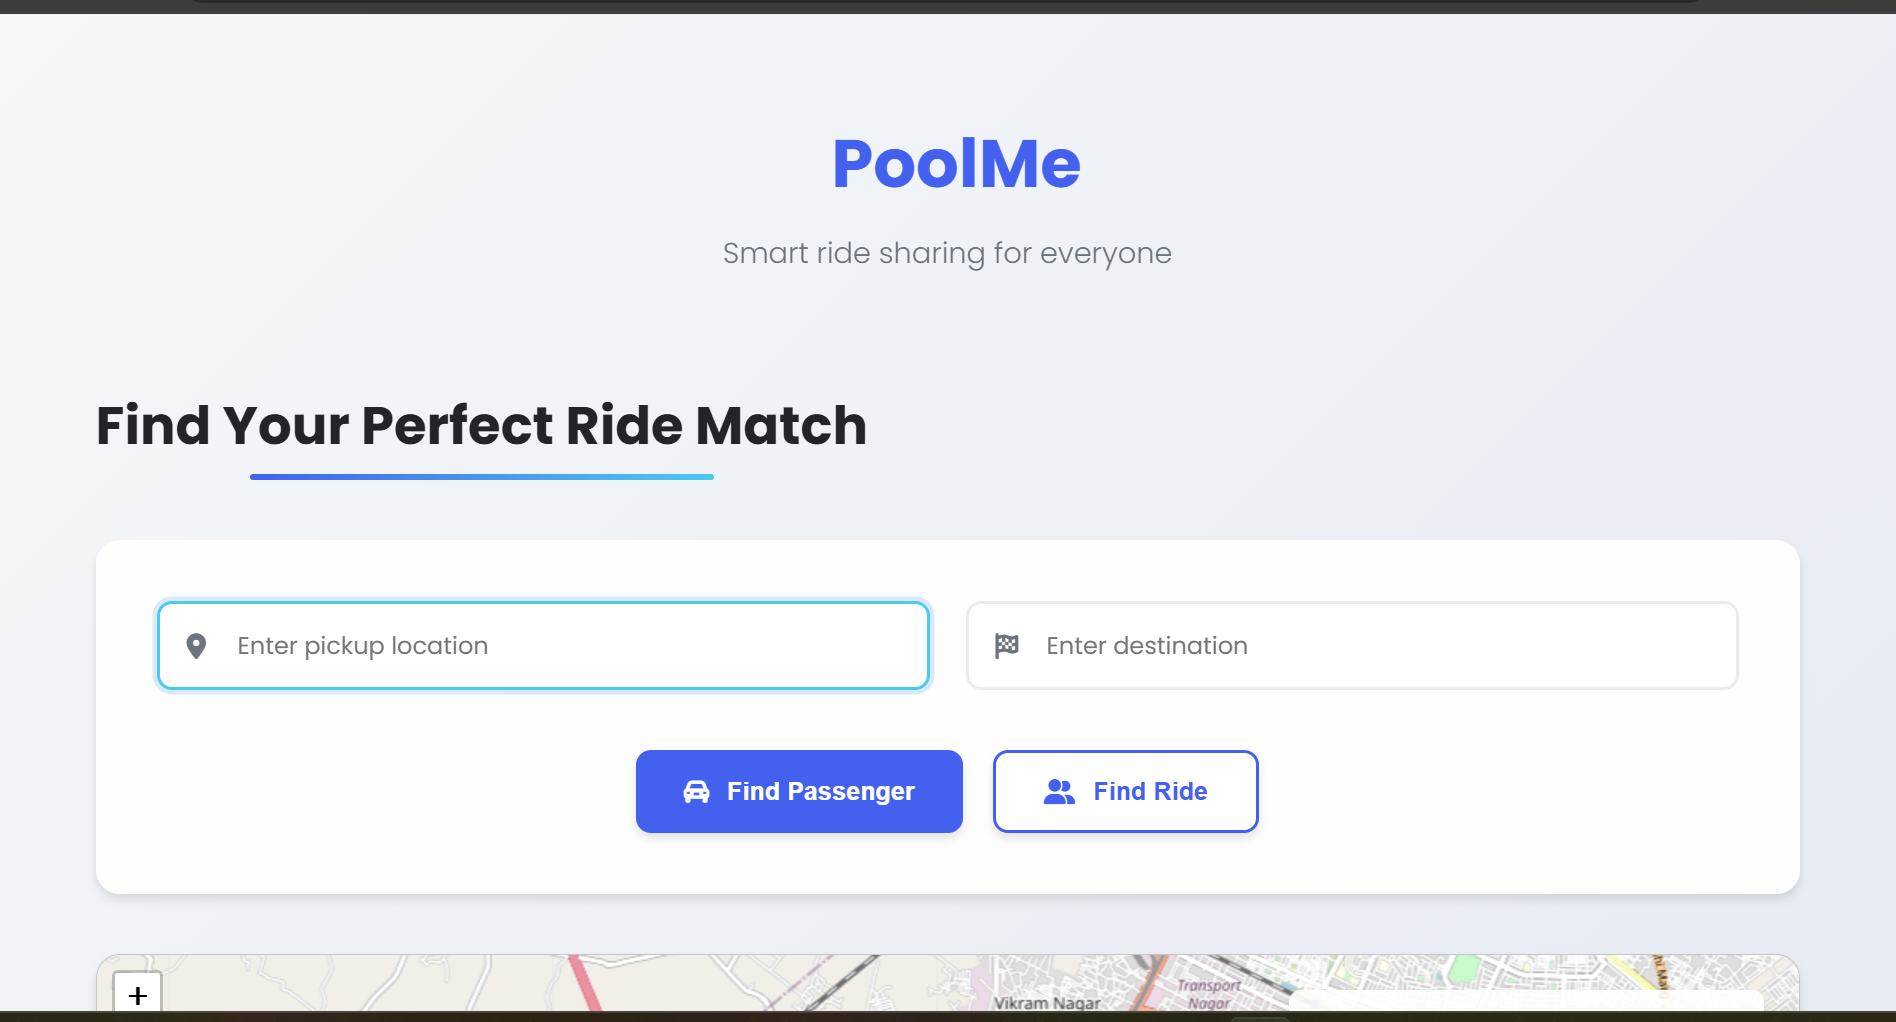 PoolMe
Smart ride sharing for everyone
Find Your Perfect Ride Match
Enter pickup location
Enter destination
Find Passenger
Find Ride
+
Transport
Nagar
Vikram Nagar